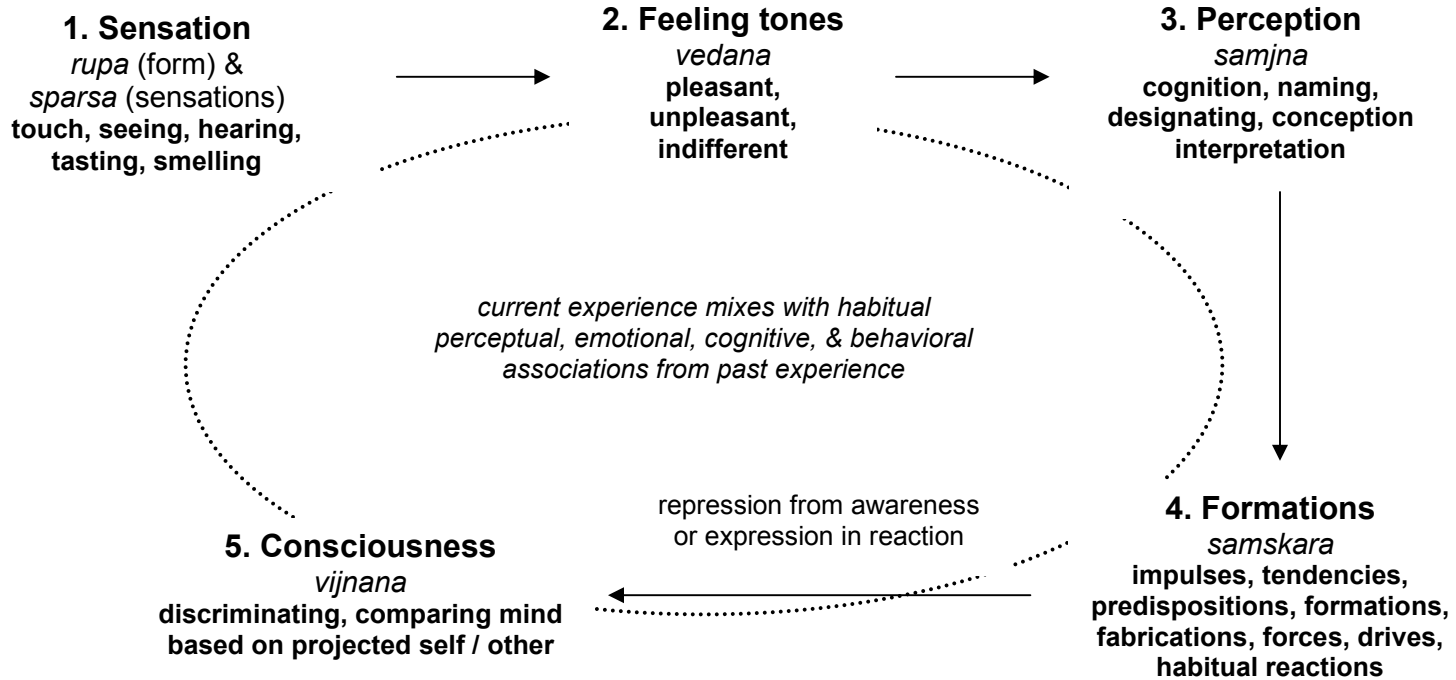 1. Sensation
rupa (form) &
sparsa (sensations)
touch, seeing, hearing,
tasting, smelling
2. Feeling tones
vedana
pleasant,
unpleasant,
indifferent
3. Perception
samjna
cognition, naming,
designating, conception
interpretation
current experience mixes with habitual
perceptual, emotional, cognitive, & behavioral
associations from past experience
repression from awareness
or expression in reaction
4. Formations
samskara
impulses, tendencies,
predispositions, formations,
fabrications, forces, drives,
habitual reactions
5. Consciousness
vijnana
discriminating, comparing mind
based on projected self / other